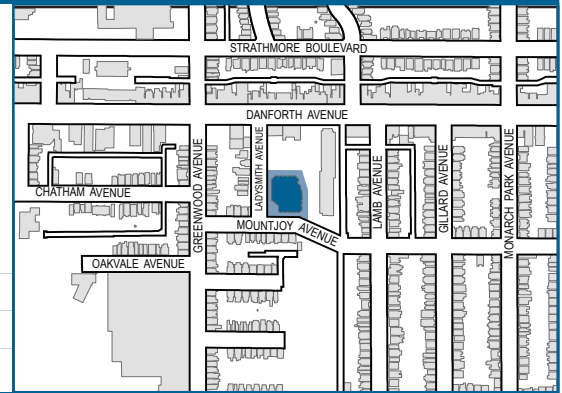 STRATHMORE BOULEVARD
DANFORTH AVENUE
GREENWOOD AVENUE
LADYSMITH AVENUE
LAMB AVENUE
GILLARD AVENUE
MONARCH PARK AVENUE
CHATHAM AVENUE
MOUNTJOY AVENUE
OAKVALE AVENUE